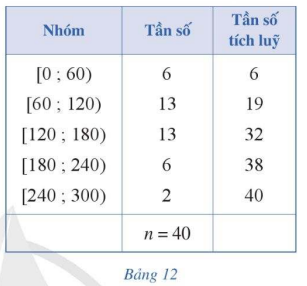 Nhóm Tần số Tần số tích luỹ
[0 ; 60) 6 6
[60 ; 120) 13 19
[120 ; 180) 13 32
[180 ; 240) 6 38
[240 ; 300) 2 40
n = 40
Bảng 12